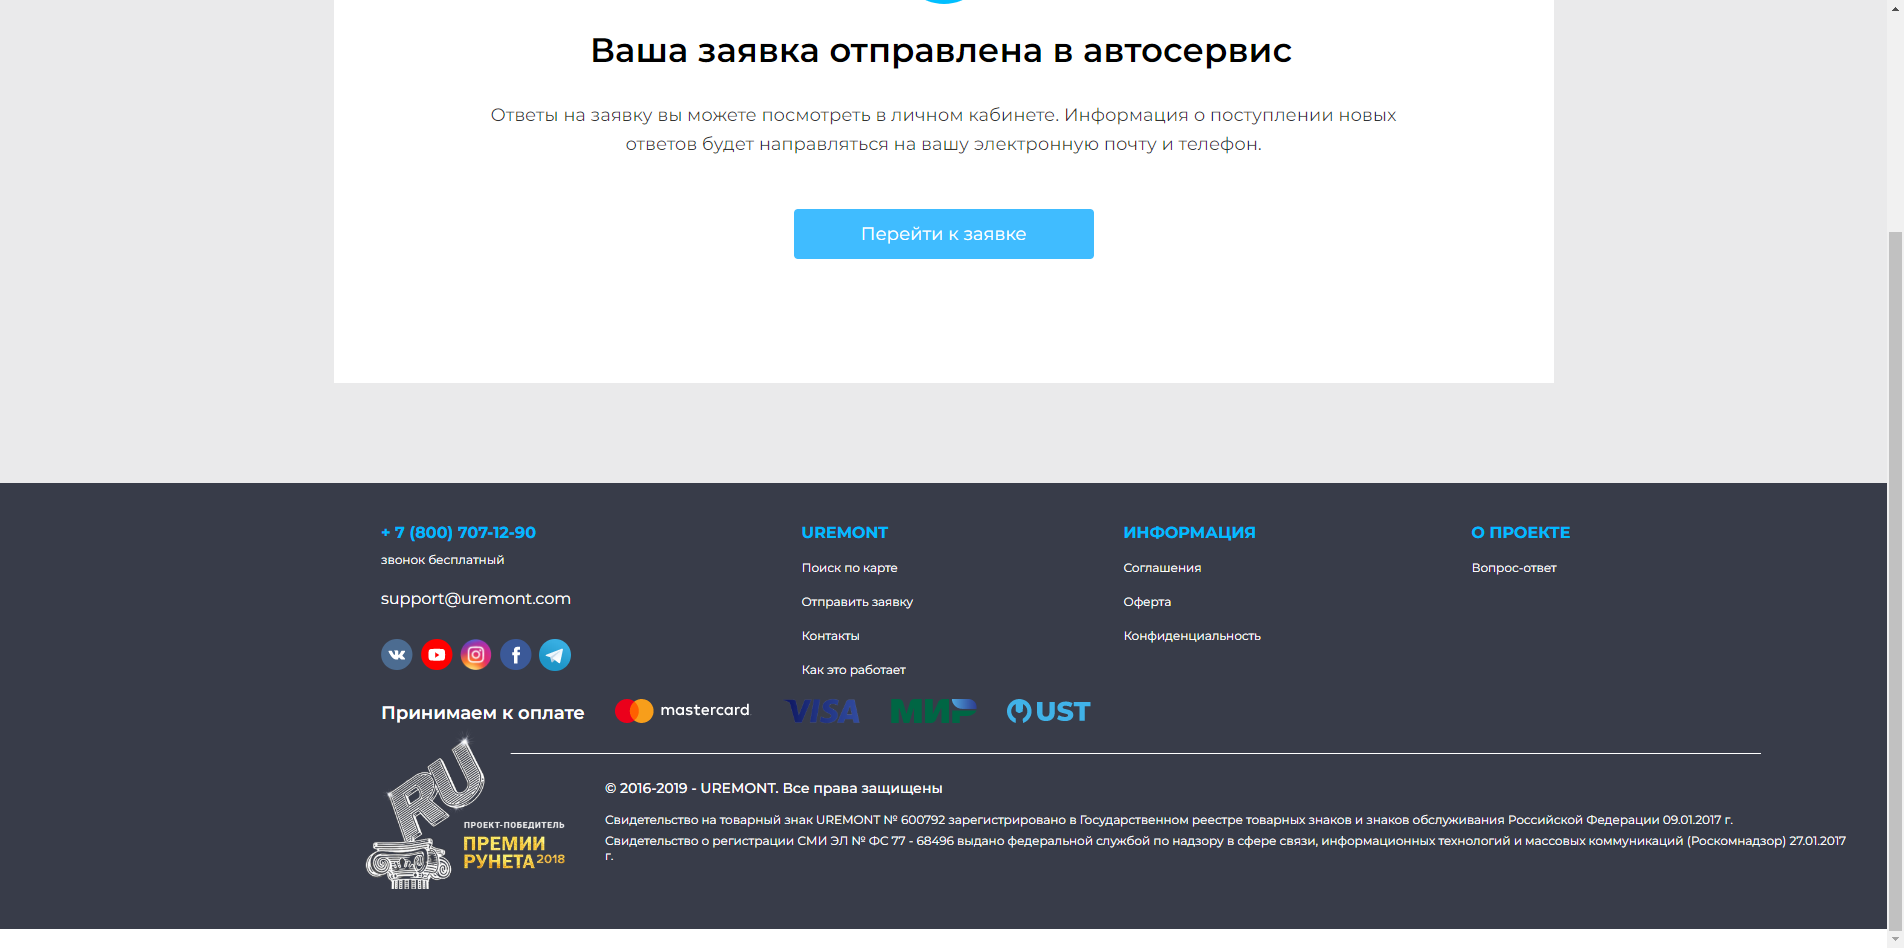 Ваша заявка отправлена в автосервис
Ответы на заявку вы можете посмотреть в личном кабинете. Информация о поступлении новых
ответов будет направляться на вашу электронную почту и телефон.
Перейти к заявке
+ 7 (800) 707-12-90
звонок бесплатный
support@uremont.com
UREMONT
Поиск по карте
Отправить заявку
Контакты
Как это работает
ИНФОРМАЦИЯ
Соглашения
Оферта
Конфиденциальность
О ПРОЕКТЕ
Вопрос-ответ
Принимаем к оплате
mastercard
VISA
МИР
UST
RU
ПРОЕКТ-ПОБЕДИТЕЛЬ
ПРЕМИИ
РУНЕТА 2018
© 2016-2019 - UREMONT. Все права защищены
Свидетельство на товарный знак UREMONT № 600792 зарегистрировано в Государственном реестре товарных знаков и знаков обслуживания Российской Федерации 09.01.2017 г.
Свидетельство о регистрации СМИ ЭЛ № ФС 77 - 68496 выдано федеральной службой по надзору в сфере связи, информационных технологий и массовых коммуникаций (Роскомнадзор) 27.01.2017
г.